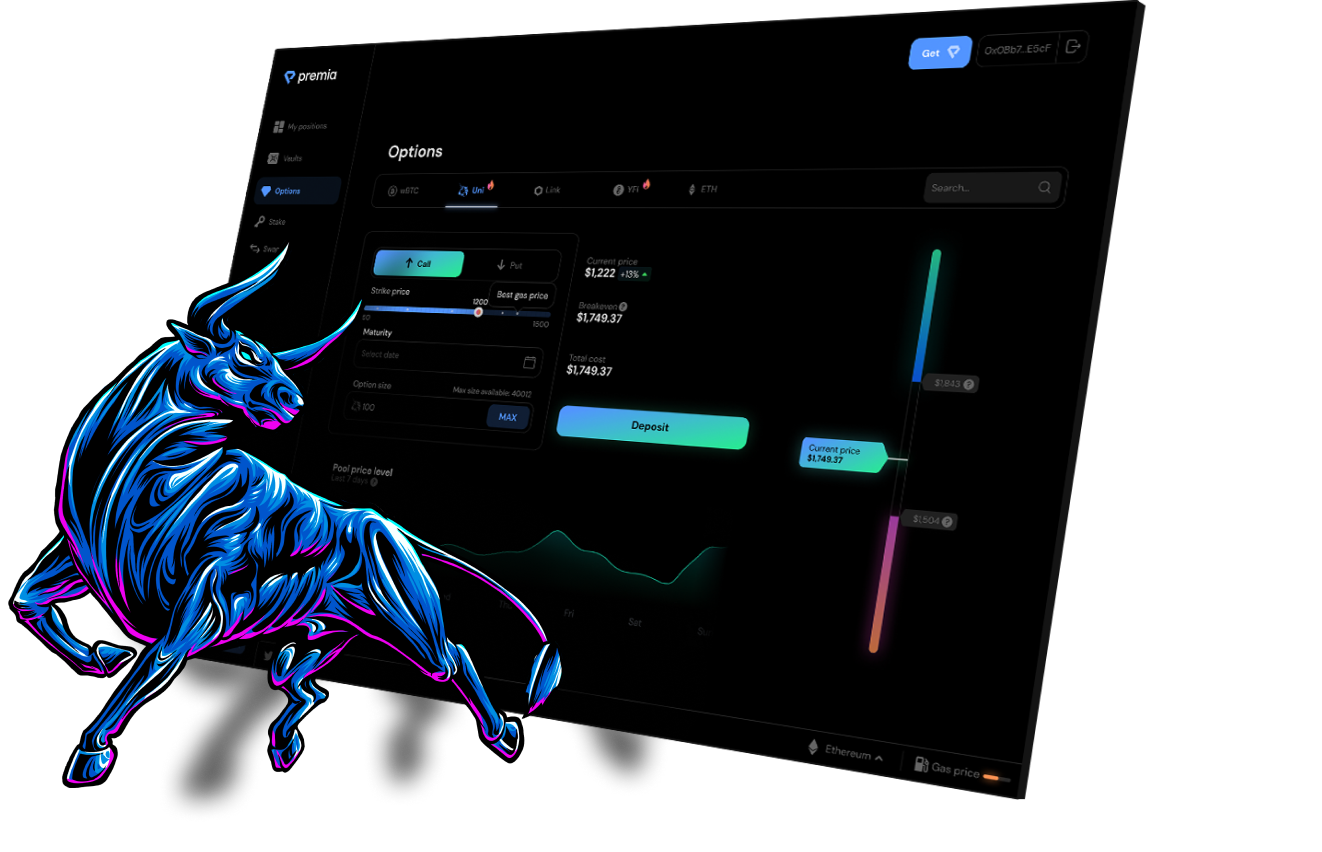 premia
Get
0x0Bb7...E5cF
My positions
Vaults
Options
Stake
Swap
Options
wBTC
Uni
Link
YFI
ETH
Search...
Call
Put
Strike price
1200
Best gas price
$0
1500
Maturity
Select date
Option size
Max size available: 40012
100
MAX
Current price
$1,222 +13%
Breakeven ?
$1,749.37
Total cost
$1,749.37
Deposit
$1,843 ?
Current price
$1,749.37
$1,504 ?
Pool price level
Last 7 days ?
Fri
Sat
Ethereum
Gas price